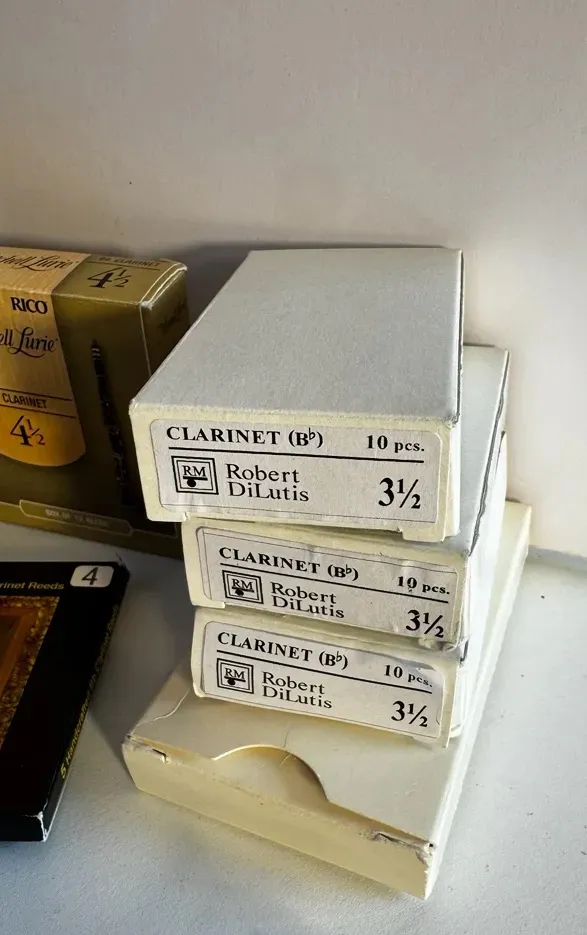 4½
RICO
CLARINET
4½
4
CLARINET (B♭) 10 pcs.
RM Robert
DiLutis 3½
CLARINET (B♭) 10 pcs.
RM Robert
DiLutis 3½
CLARINET (B♭) 10 pcs.
RM Robert
DiLutis 3½